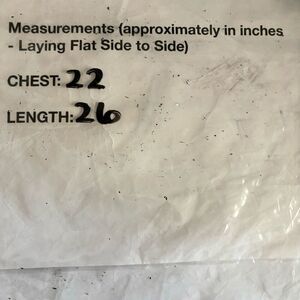 Measurements (approximately in inches
- Laying Flat Side to Side)
CHEST: 22
LENGTH: 26